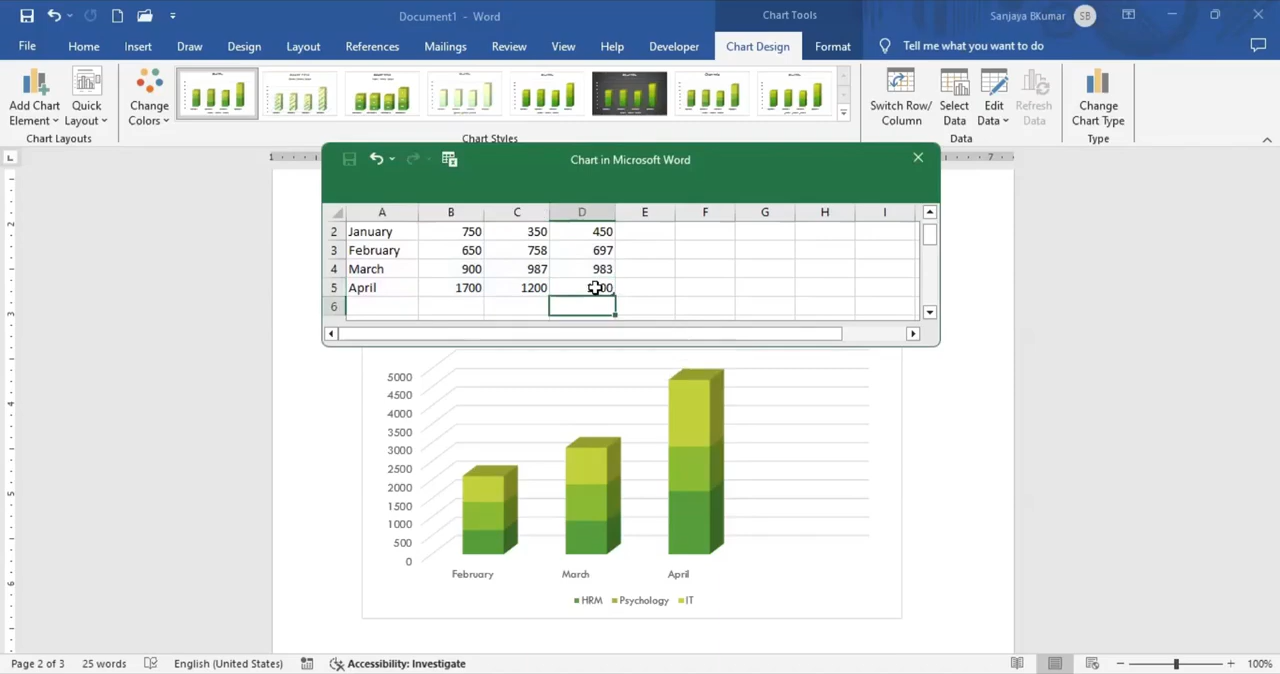 Document1 - Word
Chart Tools
Sanjaya BKumar
SB
File
Home
Insert
Draw
Design
Layout
References
Mailings
Review
View
Help
Developer
Chart Design
Format
Tell me what you want to do
Add Chart Element
Quick Layout
Change Colors
Switch Row/ Column
Select Data
Edit Data
Refresh Data
Change Chart Type
Chart Layouts
Chart Styles
Data
Type
Chart in Microsoft Word
A B C D E F G H I
2 January 750 350 450
3 February 650 758 697
4 March 900 987 983
5 April 1700 1200
6
1
7
5000
4500
4000
3500
3000
2500
2000
1500
1000
500
0
February March April
HRM Psychology IT
Page 2 of 3
25 words
English (United States)
Accessibility: Investigate
100%